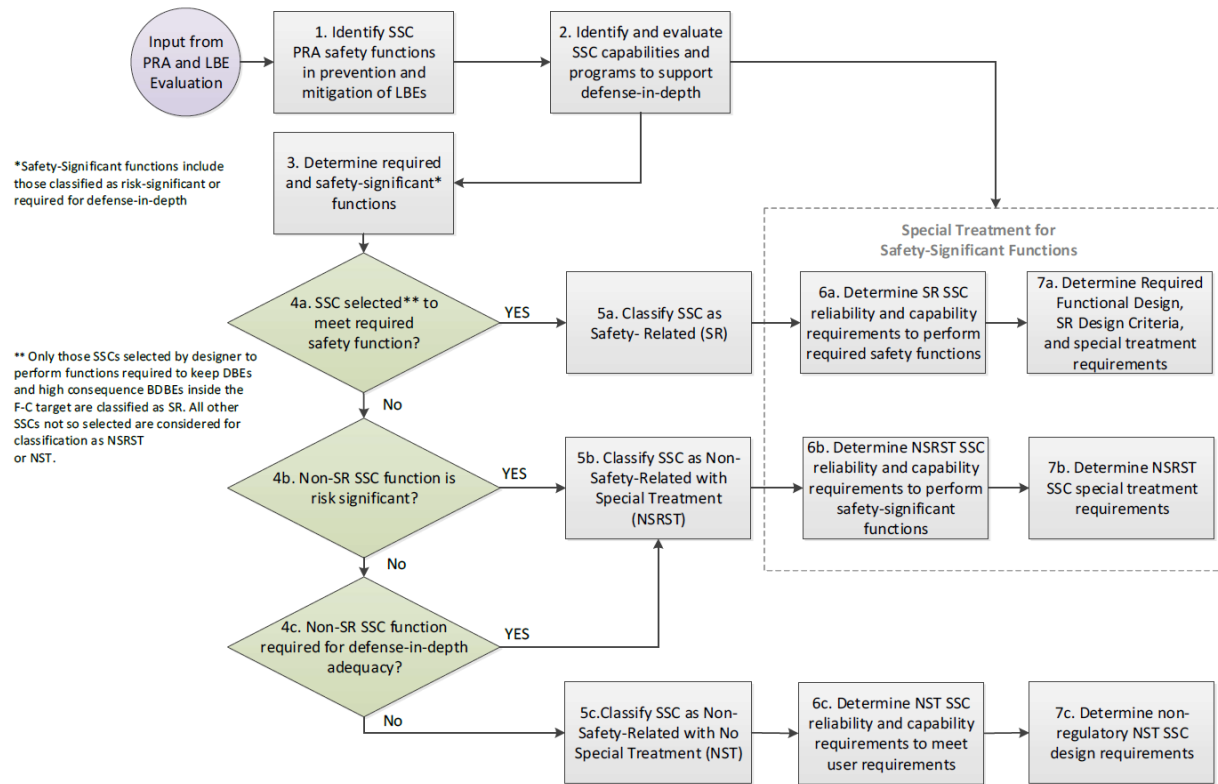 Input from
PRA and LBE
Evaluation
1. Identify SSC
PRA safety functions
in prevention and
mitigation of LBEs
2. Identify and evaluate
SSC capabilities and
programs to support
defense-in-depth
*Safety-Significant functions include
those classified as risk-significant or
required for defense-in-depth
3. Determine required
and safety-significant*
functions
Special Treatment for
Safety-Significant Functions
4a. SSC selected** to
meet required
safety function?
YES
5a. Classify SSC as
Safety- Related (SR)
6a. Determine SR SSC
reliability and capability
requirements to perform
required safety functions
7a. Determine Required
Functional Design,
SR Design Criteria,
and special treatment
requirements
** Only those SSCs selected by designer to
perform functions required to keep DBEs
and high consequence BDBEs inside the
F-C target are classified as SR. All other
SSCs not so selected are considered for
classification as NSRST
or NST.
No
4b. Non-SR SSC function is
risk significant?
YES
5b. Classify SSC as Non-
Safety-Related with
Special Treatment
(NSRST)
6b. Determine NSRST SSC
reliability and capability
requirements to perform
safety-significant
functions
7b. Determine NSRST
SSC special treatment
requirements
No
4c. Non-SR SSC function
required for defense-in-depth
adequacy?
YES
No
5c.Classify SSC as Non-
Safety-Related with No
Special Treatment (NST)
6c. Determine NST SSC
reliability and capability
requirements to meet
user requirements
7c. Determine non-
regulatory NST SSC
design requirements